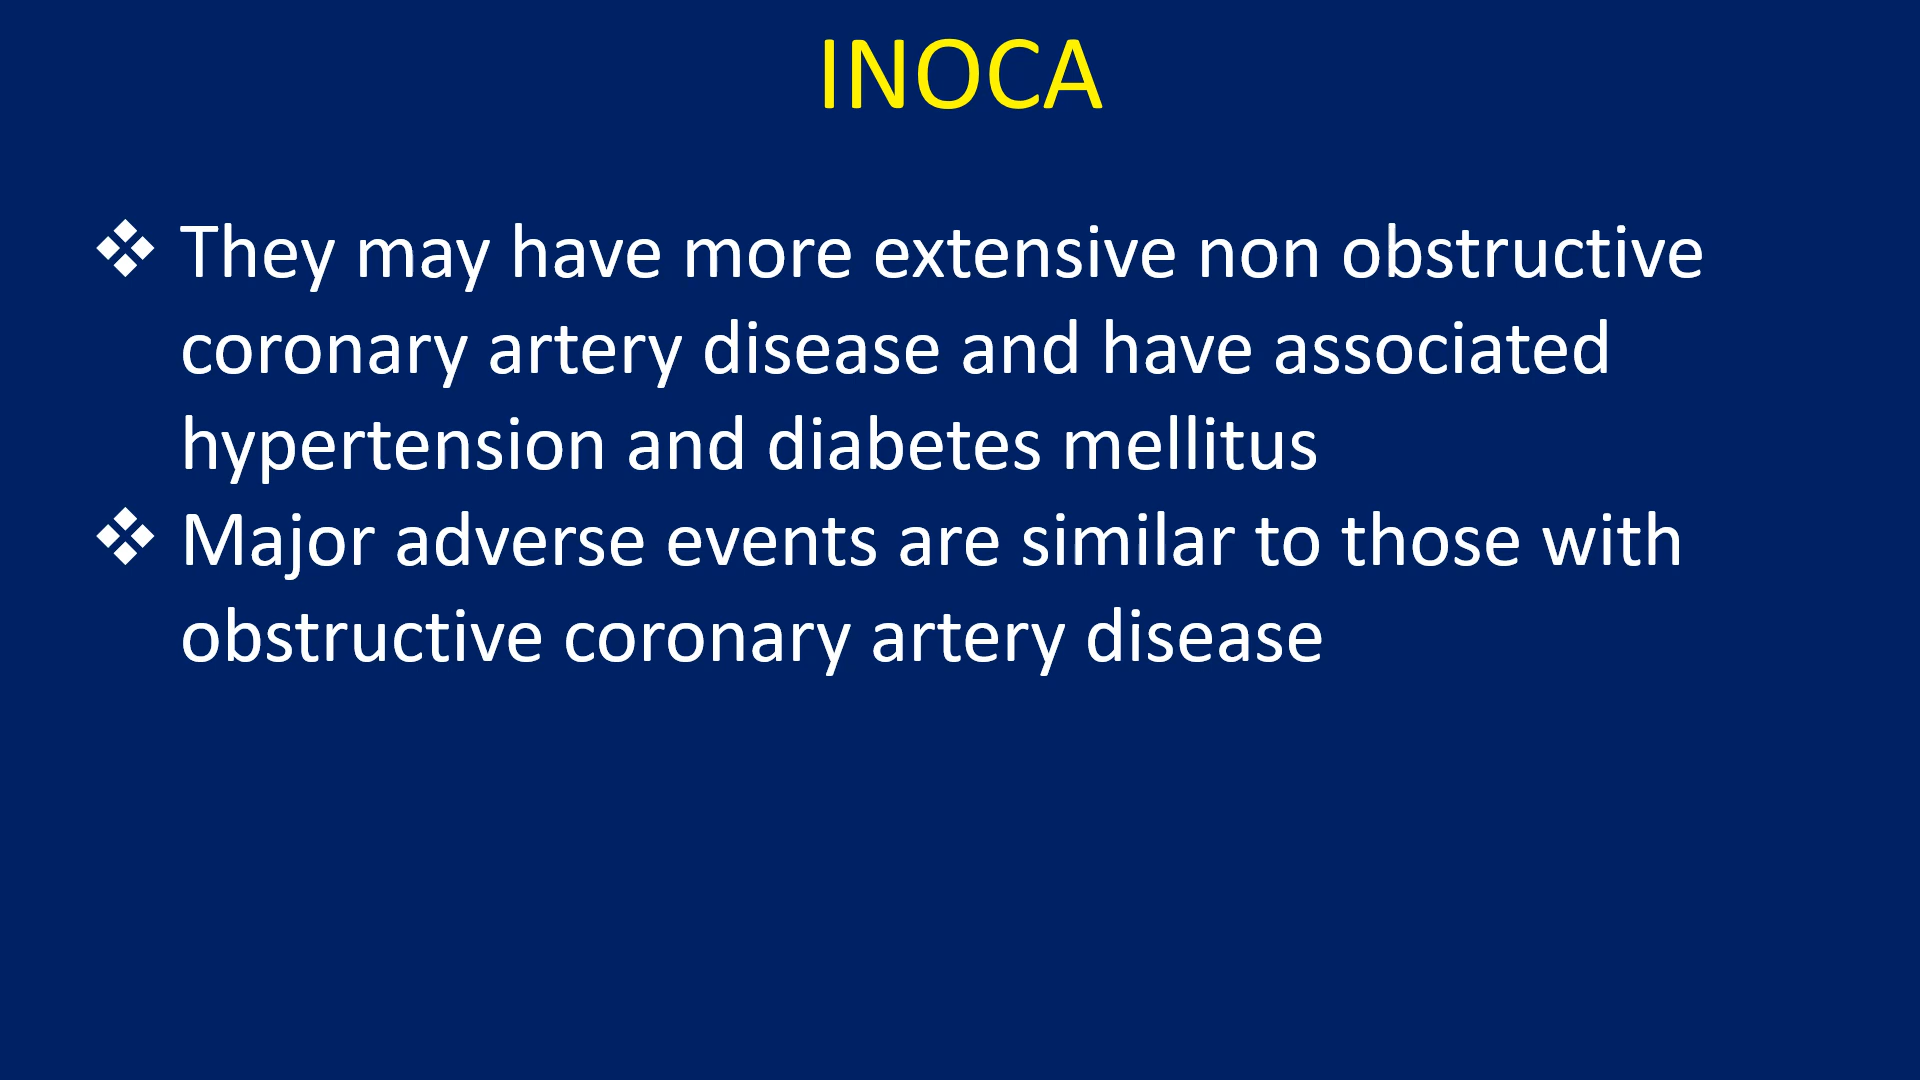 INOCA
❖ They may have more extensive non obstructive
coronary artery disease and have associated
hypertension and diabetes mellitus
❖ Major adverse events are similar to those with
obstructive coronary artery disease